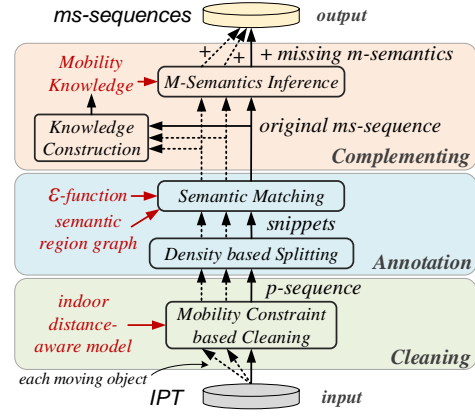 ms-sequences
output
+ + + missing m-semantics
Mobility
Knowledge
M-Semantics Inference
Knowledge
Construction
original ms-sequence
Complementing
ε-function
Semantic Matching
semantic
region graph
snippets
Density based Splitting
Annotation
p-sequence
indoor
distance-
aware model
Mobility Constraint
based Cleaning
Cleaning
each moving object
IPT
input